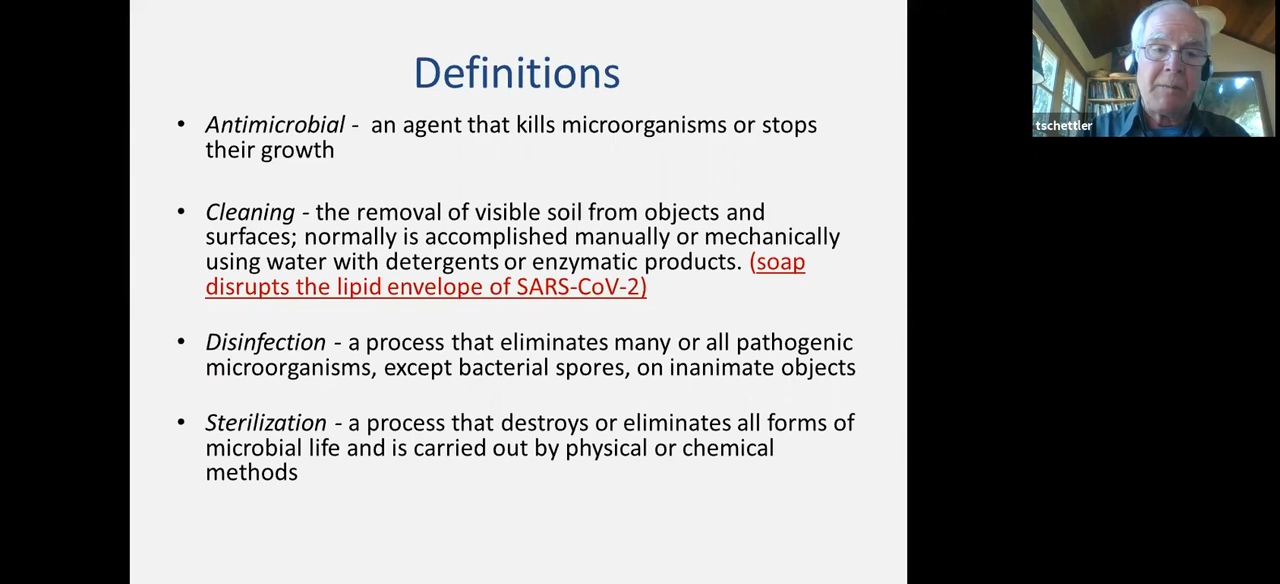 Definitions
• Antimicrobial -  an agent that kills microorganisms or stops
their growth
• Cleaning - the removal of visible soil from objects and
surfaces; normally is accomplished manually or mechanically
using water with detergents or enzymatic products. (soap
disrupts the lipid envelope of SARS-CoV-2)
• Disinfection - a process that eliminates many or all pathogenic
microorganisms, except bacterial spores, on inanimate objects
• Sterilization - a process that destroys or eliminates all forms of
microbial life and is carried out by physical or chemical
methods
tschettler